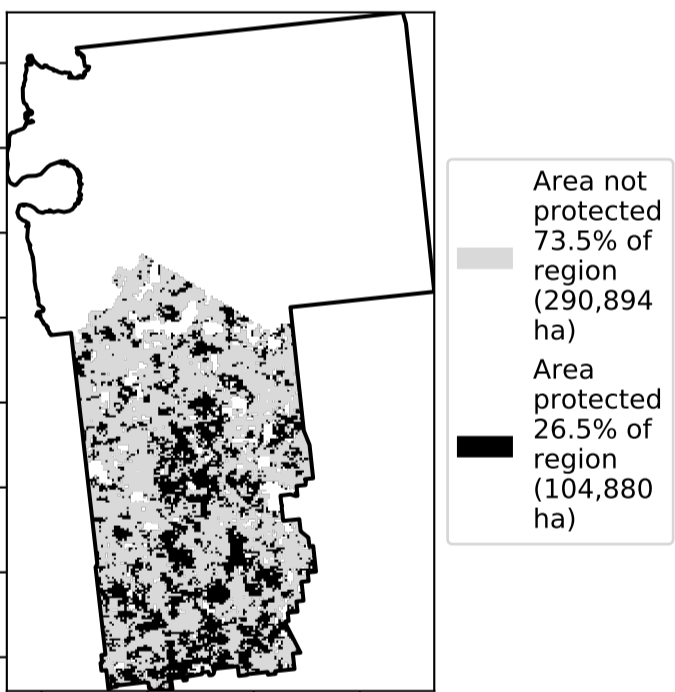 Area not
protected
73.5% of
region
(290,894
ha)
Area
protected
26.5% of
region
(104,880
ha)